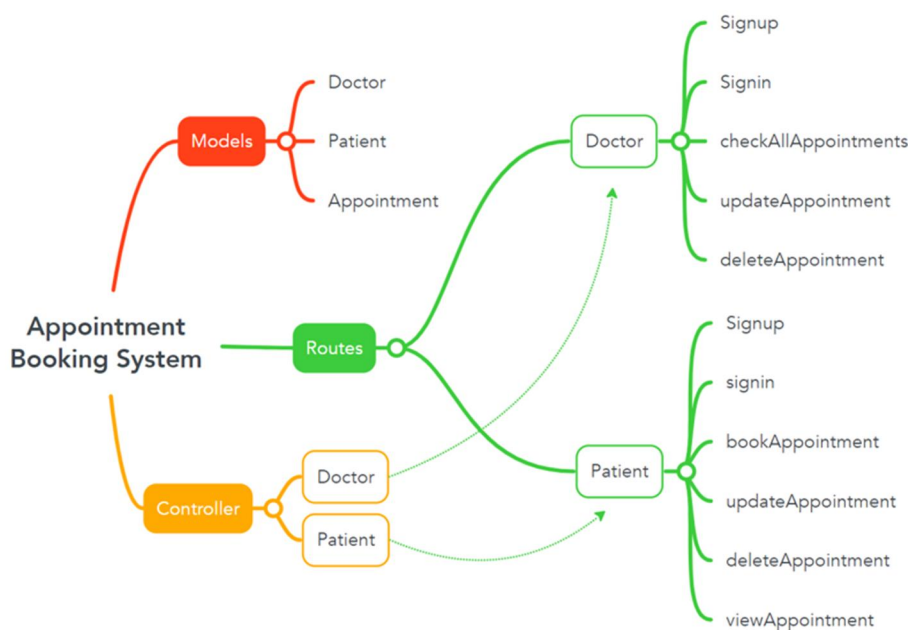 Appointment
Booking System
Models
Doctor
Patient
Appointment
Routes
Doctor
Signup
Signin
checkAllAppointments
updateAppointment
deleteAppointment
Patient
Signup
signin
bookAppointment
updateAppointment
deleteAppointment
viewAppointment
Controller
Doctor
Patient